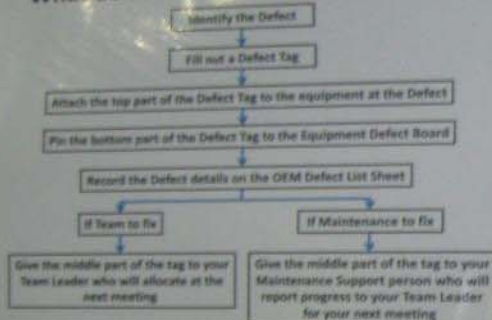 Identify the Defect
Fill out a Defect Tag
Attach the top part of the Defect Tag to the equipment at the Defect
Pin the bottom part of the Defect Tag to the Equipment Defect Board
Record the Defect details on the OEM Defect List Sheet
If Team to fix
If Maintenance to fix
Give the middle part of the tag to your
Team Leader who will allocate at the
next meeting
Give the middle part of the tag to your
Maintenance Support person who will
report progress to your Team Leader
for your next meeting